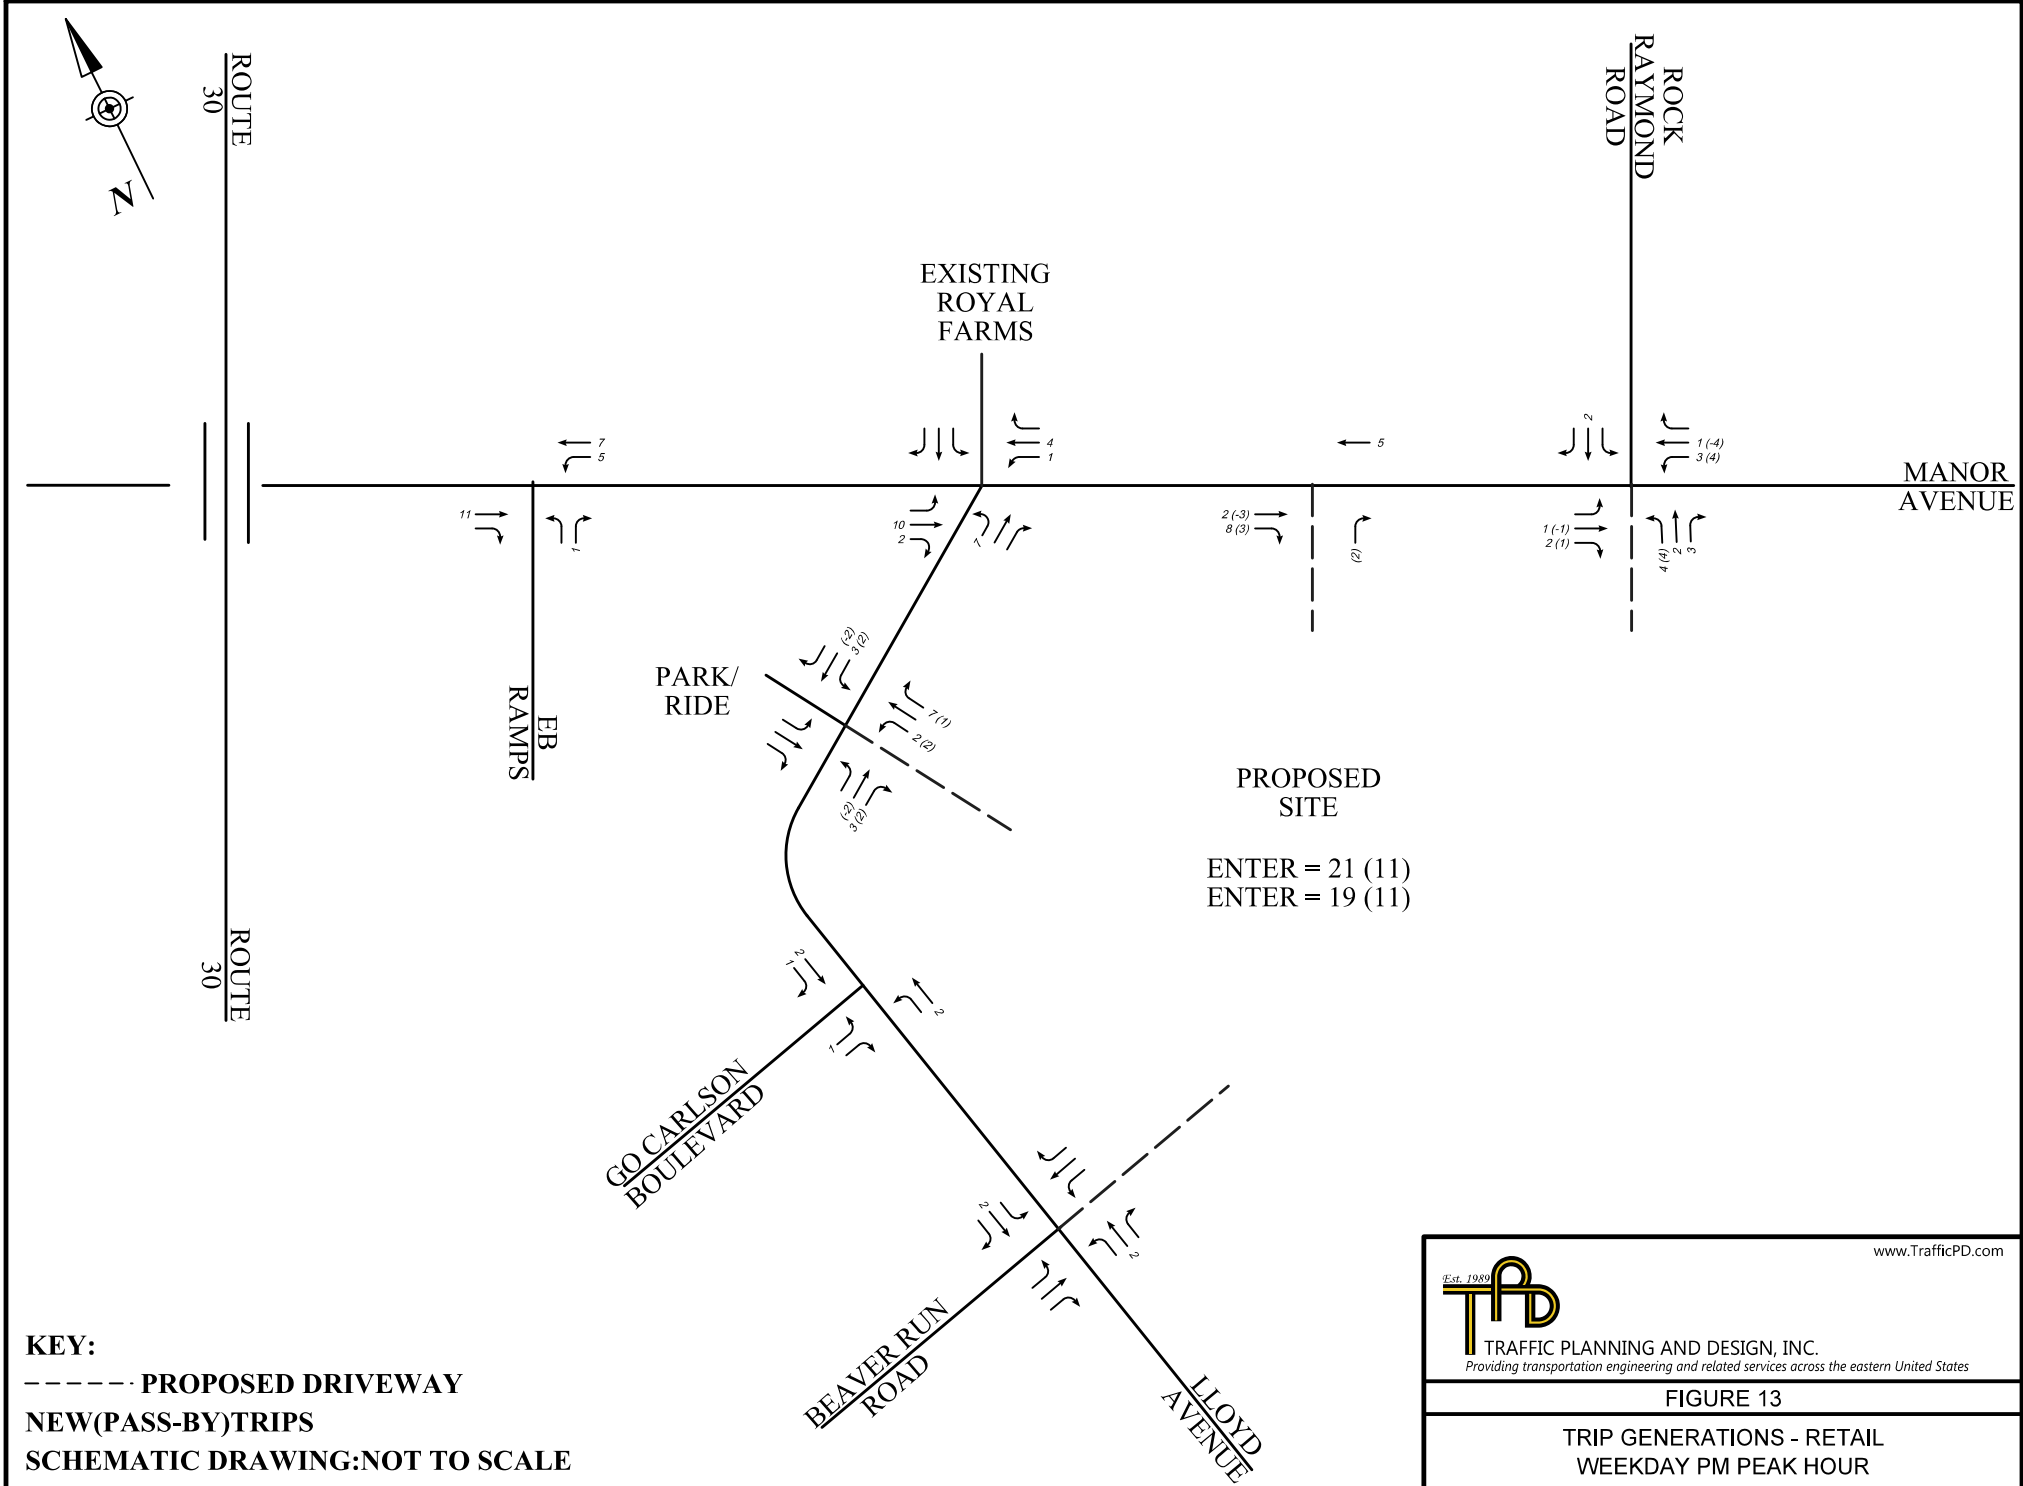 ROUTE
30
N
ROCK
RAYMOND
ROAD
EXISTING
ROYAL
FARMS
7
5
4
1
5
2
1 (-4)
3 (4)
MANOR
AVENUE
11
1
10
2
7
2 (-3)
8 (3)
(2)
1 (-1)
2 (1)
4 (4)
2
3
(-2)
3 (2)
PARK/
RIDE
EB
RAMPS
7 (1)
2 (2)
(-2)
3 (2)
PROPOSED
SITE
ENTER = 21 (11)
ENTER = 19 (11)
ROUTE
30
2
1
2
1
GO CARLSON
BOULEVARD
2
2
BEAVER RUN
ROAD
LLOYD
AVENUE
KEY:
PROPOSED DRIVEWAY
NEW(PASS-BY)TRIPS
SCHEMATIC DRAWING:NOT TO SCALE
www.TrafficPD.com
Est. 1989
TPD
TRAFFIC PLANNING AND DESIGN, INC.
Providing transportation engineering and related services across the eastern United States
FIGURE 13
TRIP GENERATIONS - RETAIL
WEEKDAY PM PEAK HOUR